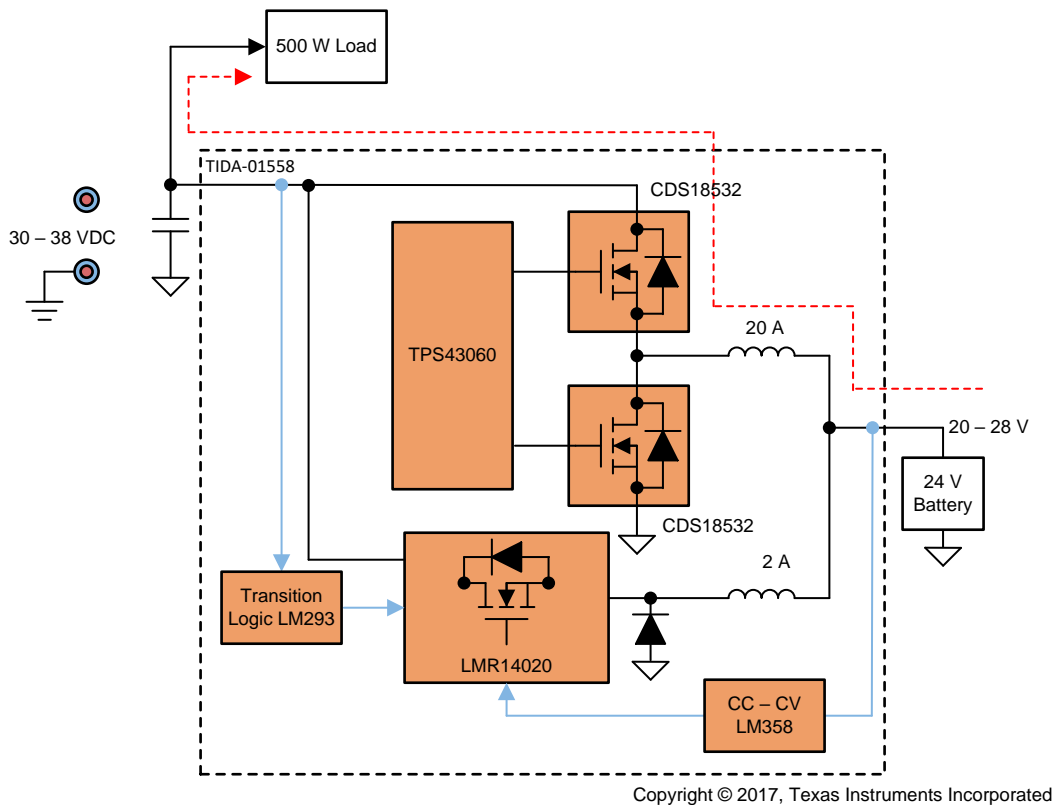 500 W Load
TIDA-01558
CDS18532
30 – 38 VDC
TPS43060
20 A
20 – 28 V
24 V
Battery
CDS18532
2 A
Transition
Logic LM293
LMR14020
CC – CV
LM358
Copyright © 2017, Texas Instruments Incorporated